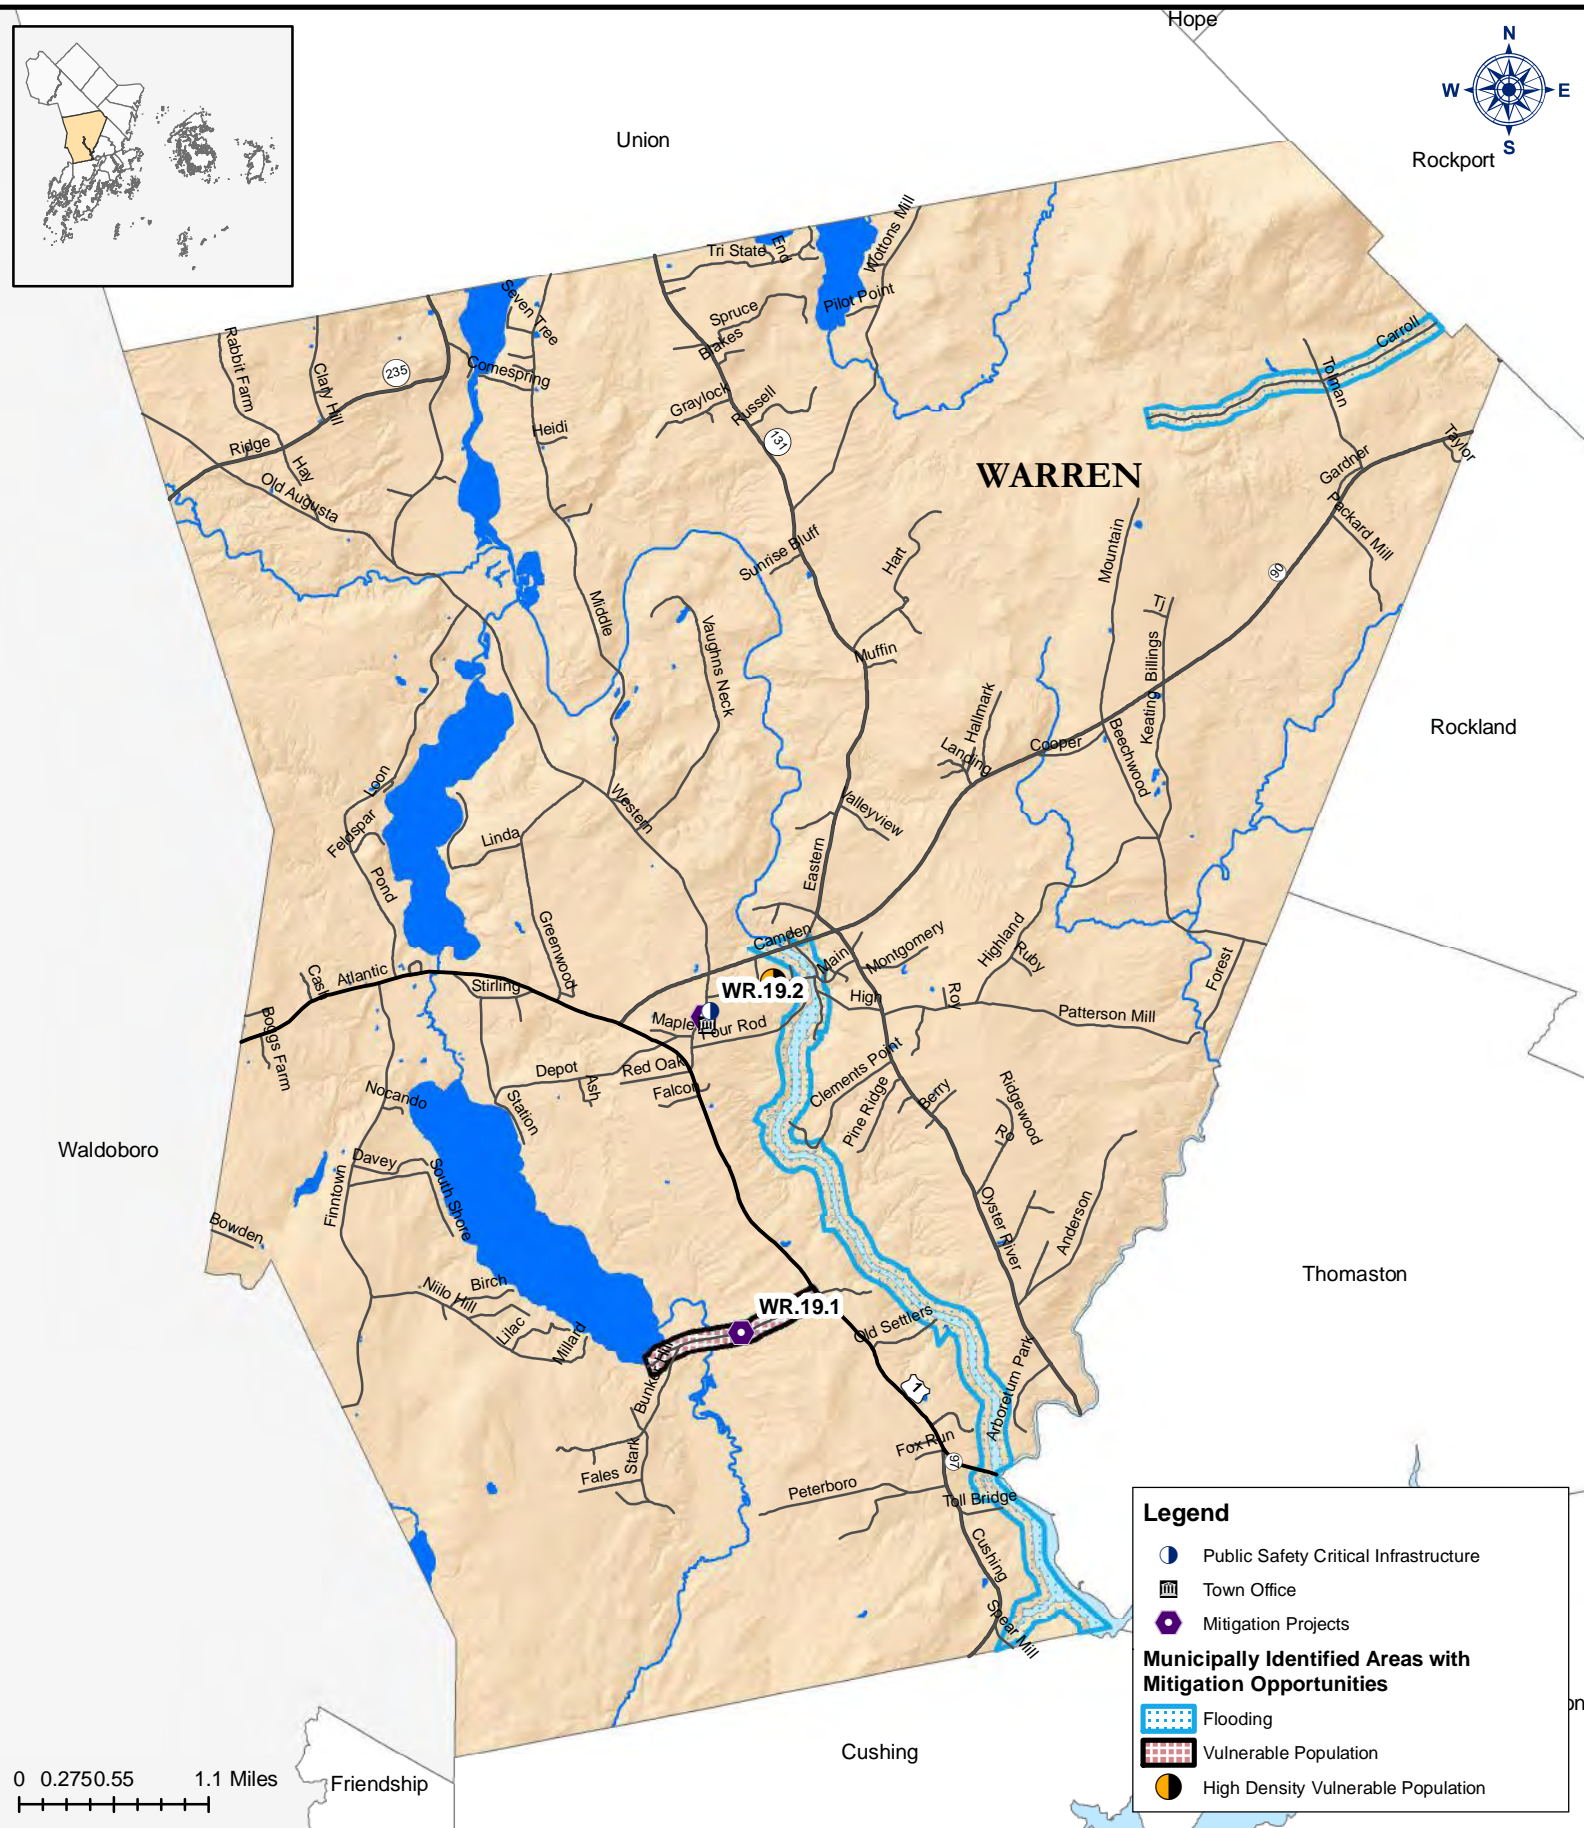 Hope
N
W
E
S
Union
Rockport
Wottons Mill
Tri State
End
Seven Tree
Pilot Point
Spruce
Blakes
Carroll
Rabbit Farm
Clary Hill
235
Comespring
Tolman
Graylock
Russell
Heidi
131
Ridge
Hay
Taylor
Gardner
WARREN
Old Augusta
Packard Mill
Sunrise Bluff
Hart
Mountain
90
Middle
Tj
Vaughns Neck
Muffin
Billings
Keating
Hallmark
Rockland
Landing
Cooper
Beechwood
Loon
Western
Valleyview
Feldspar
Linda
Pond
Eastern
Greenwood
Camden
Main
Montgomery
Highland
Ruby
Forest
Cash
Atlantic
Stirling
WR.19.2
High
Roy
Patterson Mill
Boggs Farm
Maple
Four Rod
Depot
Ash
Red Oak
Falcon
Clements Point
Pine Ridge
Berry
Ridgewood
Ro
Nocando
Station
Waldoboro
Davey
South Shore
Finntown
Bowden
Oyster River
Anderson
Thomaston
Niilo Hill
Birch
Lilac
Millard
WR.19.1
Old Settlers
Bunker Hill
1
Arboretum Park
Fox Run
97
Stark
Fales
Peterboro
Toll Bridge
Cushing
Spear Mill
Legend
Public Safety Critical Infrastructure
Town Office
Mitigation Projects
Municipally Identified Areas with
Mitigation Opportunities
Flooding
Vulnerable Population
High Density Vulnerable Population
on
Cushing
Friendship
0 0.275 0.55 1.1 Miles